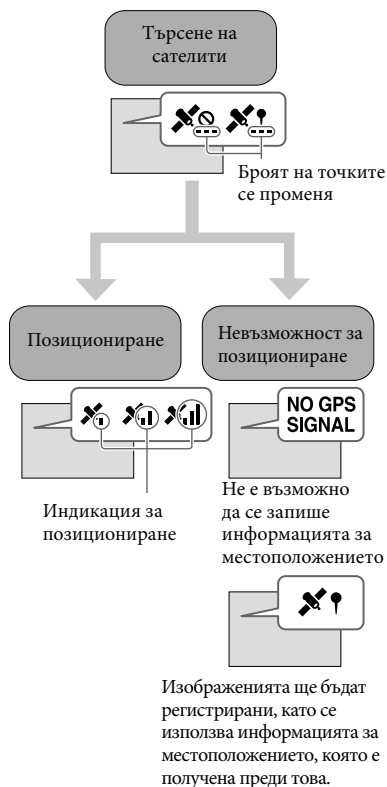 Търсене на
сателити
Броят на точките
се променя
Позициониране
Невъзможност за
позициониране
NO GPS
SIGNAL
Индикация за
позициониране
Не е възможно
да се запише
информацията за
местоположението
Изображенията ще бъдат
регистрирани, като се
използва информацията за
местоположението, която е
получена преди това.